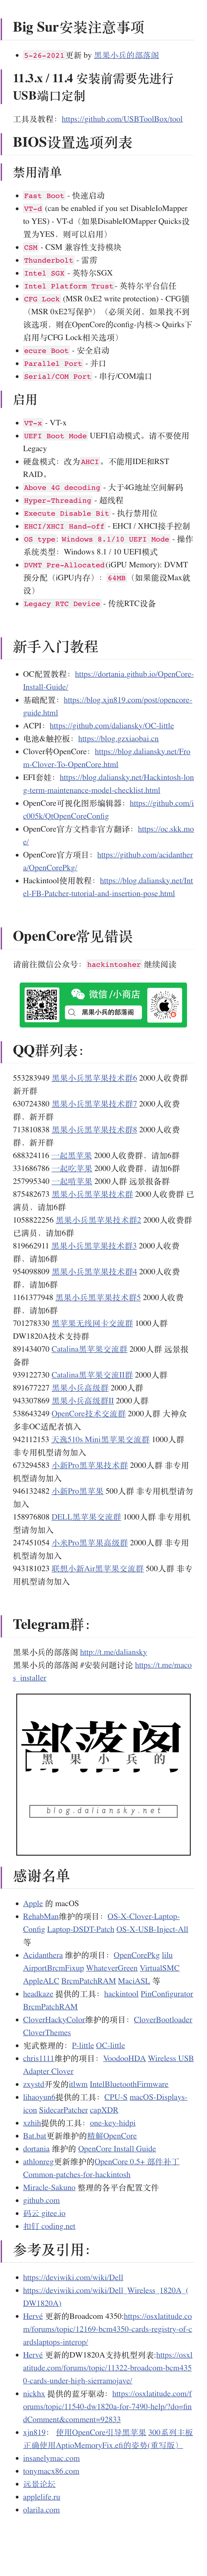 Big Sur安装注意事项
5-26-2021更新 by 黑果小兵的部落阁
11.3.x / 11.4 安装前需要先进行
USB端口定制
工具及教程：https://github.com/USBToolBox/tool
BIOS设置选项列表
禁用清单
Fast Boot - 快速启动
VT-d (can be enabled if you set DisableIoMapper
to YES) - VT-d（如果DisableIOMapper Quicks设
置为YES，则可以启用）
CSM - CSM 兼容性支持模块
Thunderbolt - 雷雳
Intel SGX - 英特尔SGX
Intel Platform Trust- 英特尔平台信任
CFG Lock (MSR 0xE2 write protection) - CFG锁
（MSR 0xE2写保护）（必须关闭．如果找不到
该选项，则在OpenCore的config-内核-> Quirks下
启用与CFG Lock相关选项）
ecure Boot - 安全启动
Parallel Port - 并口
Serial/COM Port - 串行/COM端口
启用
VT-x - VT-x
UEFI Boot Mode UEFI启动模式。请不要使用
Legacy
硬盘模式：改为AHCI。不能用IDE和RST
RAID。
Above 4G decoding - 大于4G地址空间解码
Hyper-Threading - 超线程
Execute Disable Bit - 执行禁用位
EHCI/XHCI Hand-off - EHCI / XHCI接手控制
OS type: Windows 8.1/10 UEFI Mode - 操作
系统类型：Windows 8.1 / 10 UEFI模式
DVMT Pre-Allocated(iGPU Memory): DVMT
预分配（iGPU内存）：64MB（如果能设Max就
设）
Legacy RTC Device - 传统RTC设备
新手入门教程
OC配置教程：https://dortania.github.io/OpenCore-
Install-Guide/
基础配置：https://blog.xjn819.com/post/opencore-
guide.html
ACPI：https://github.com/daliansky/OC-little
电池&触控板：https://blog.gzxiaobai.cn
Clover转OpenCore：https://blog.daliansky.net/Fro
m-Clover-To-OpenCore.html
EFI套娃：https://blog.daliansky.net/Hackintosh-lon
g-term-maintenance-model-checklist.html
OpenCore可视化图形编辑器：https://github.com/i
c005k/QtOpenCoreConfig
OpenCore官方文档非官方翻译：https://oc.skk.mo
e/
OpenCore官方项目：https://github.com/acidanther
a/OpenCorePkg/
Hackintool使用教程：https://blog.daliansky.net/Int
el-FB-Patcher-tutorial-and-insertion-pose.html
OpenCore常见错误
请前往微信公众号：hackintosher 继续阅读
微信/小商店
黑果小兵的部落阁
QQ群列表：
553283949 黑果小兵黑苹果技术群6 2000人收费群
新开群
630724380 黑果小兵黑苹果技术群7 2000人收费
群．新开群
713810838 黑果小兵黑苹果技术群8 2000人收费
群．新开群
688324116 一起黑苹果 2000人收费群．请加6群
331686786 一起吃苹果 2000人收费群．请加6群
257995340 一起啃苹果 2000人群 远景报备群
875482673 黑果小兵黑苹果技术群 2000人收费群 已
满员．请加6群
1058822256 黑果小兵黑苹果技术群2 2000人收费群
已满员．请加6群
819662911 黑果小兵黑苹果技术群3 2000人收费
群．请加6群
954098809 黑果小兵黑苹果技术群4 2000人收费
群．请加6群
1161377948 黑果小兵黑苹果技术群5 2000人收费
群．请加6群
701278330 黑苹果无线网卡交流群 1000人群
DW1820A技术支持群
891434070 Catalina黑苹果交流群 2000人群 远景报
备群
939122730 Catalina黑苹果交流II群 2000人群
891677227 黑果小兵高级群 2000人群
943307869 黑果小兵高级群II 2000人群
538643249 OpenCore技术交流群 2000人群 大神众
多非OC适配者慎入
942112153 天逸510s Mini黑苹果交流群 1000人群
非专用机型请勿加入
673294583 小新Pro黑苹果技术群 2000人群 非专用
机型请勿加入
946132482 小新Pro黑苹果 500人群 非专用机型请勿
加入
158976808 DELL黑苹果交流群 1000人群 非专用机
型请勿加入
247451054 小米Pro黑苹果高级群 2000人群 非专用
机型请勿加入
943181023 联想小新Air黑苹果交流群 500人群 非专
用机型请勿加入
Telegram群：
黑果小兵的部落阁 http://t.me/daliansky
黑果小兵的部落阁 #安装问题讨论 https://t.me/maco
s_installer
部落阁
黑果小兵的
blog.daliansky.net
感谢名单
Apple 的 macOS
RehabMan维护的项目：OS-X-Clover-Laptop-
Config Laptop-DSDT-Patch OS-X-USB-Inject-All
等
Acidanthera 维护的项目：OpenCorePkg lilu
AirportBrcmFixup WhateverGreen VirtualSMC
AppleALC BrcmPatchRAM MaciASL 等
headkaze 提供的工具：hackintool PinConfigurator
BrcmPatchRAM
CloverHackyColor维护的项目：CloverBootloader
CloverThemes
宪武整理的：P-little OC-little
chris1111维护的项目：VoodooHDA Wireless USB
Adapter Clover
zxystd开发的itlwm IntelBluetoothFirmware
lihaoyun6提供的工具：CPU-S macOS-Displays-
icon SidecarPatcher capXDR
xzhih提供的工具：one-key-hidpi
Bat.bat更新维护的精解OpenCore
dortania 维护的 OpenCore Install Guide
athlonreg更新维护的OpenCore 0.5+ 部件补丁
Common-patches-for-hackintosh
Miracle-Sakuno 整理的各平台配置文件
github.com
码云 gitee.io
扣钉 coding.net
参考及引用：
https://deviwiki.com/wiki/Dell
https://deviwiki.com/wiki/Dell_Wireless_1820A_(
DW1820A)
Hervé 更新的Broadcom 4350:https://osxlatitude.co
m/forums/topic/12169-bcm4350-cards-registry-of-c
ardslaptops-interop/
Hervé 更新的DW1820A支持机型列表:https://osxl
atitude.com/forums/topic/11322-broadcom-bcm435
0-cards-under-high-sierramojave/
nickhx 提供的蓝牙驱动：https://osxlatitude.com/f
orums/topic/11540-dw1820a-for-7490-help/?do=fin
dComment&comment=92833
xjn819： 使用OpenCore引导黑苹果 300系列主板
正确使用AptioMemoryFix.efi的姿势(重写版）
insanelymac.com
tonymacx86.com
远景论坛
applelife.ru
olarila.com